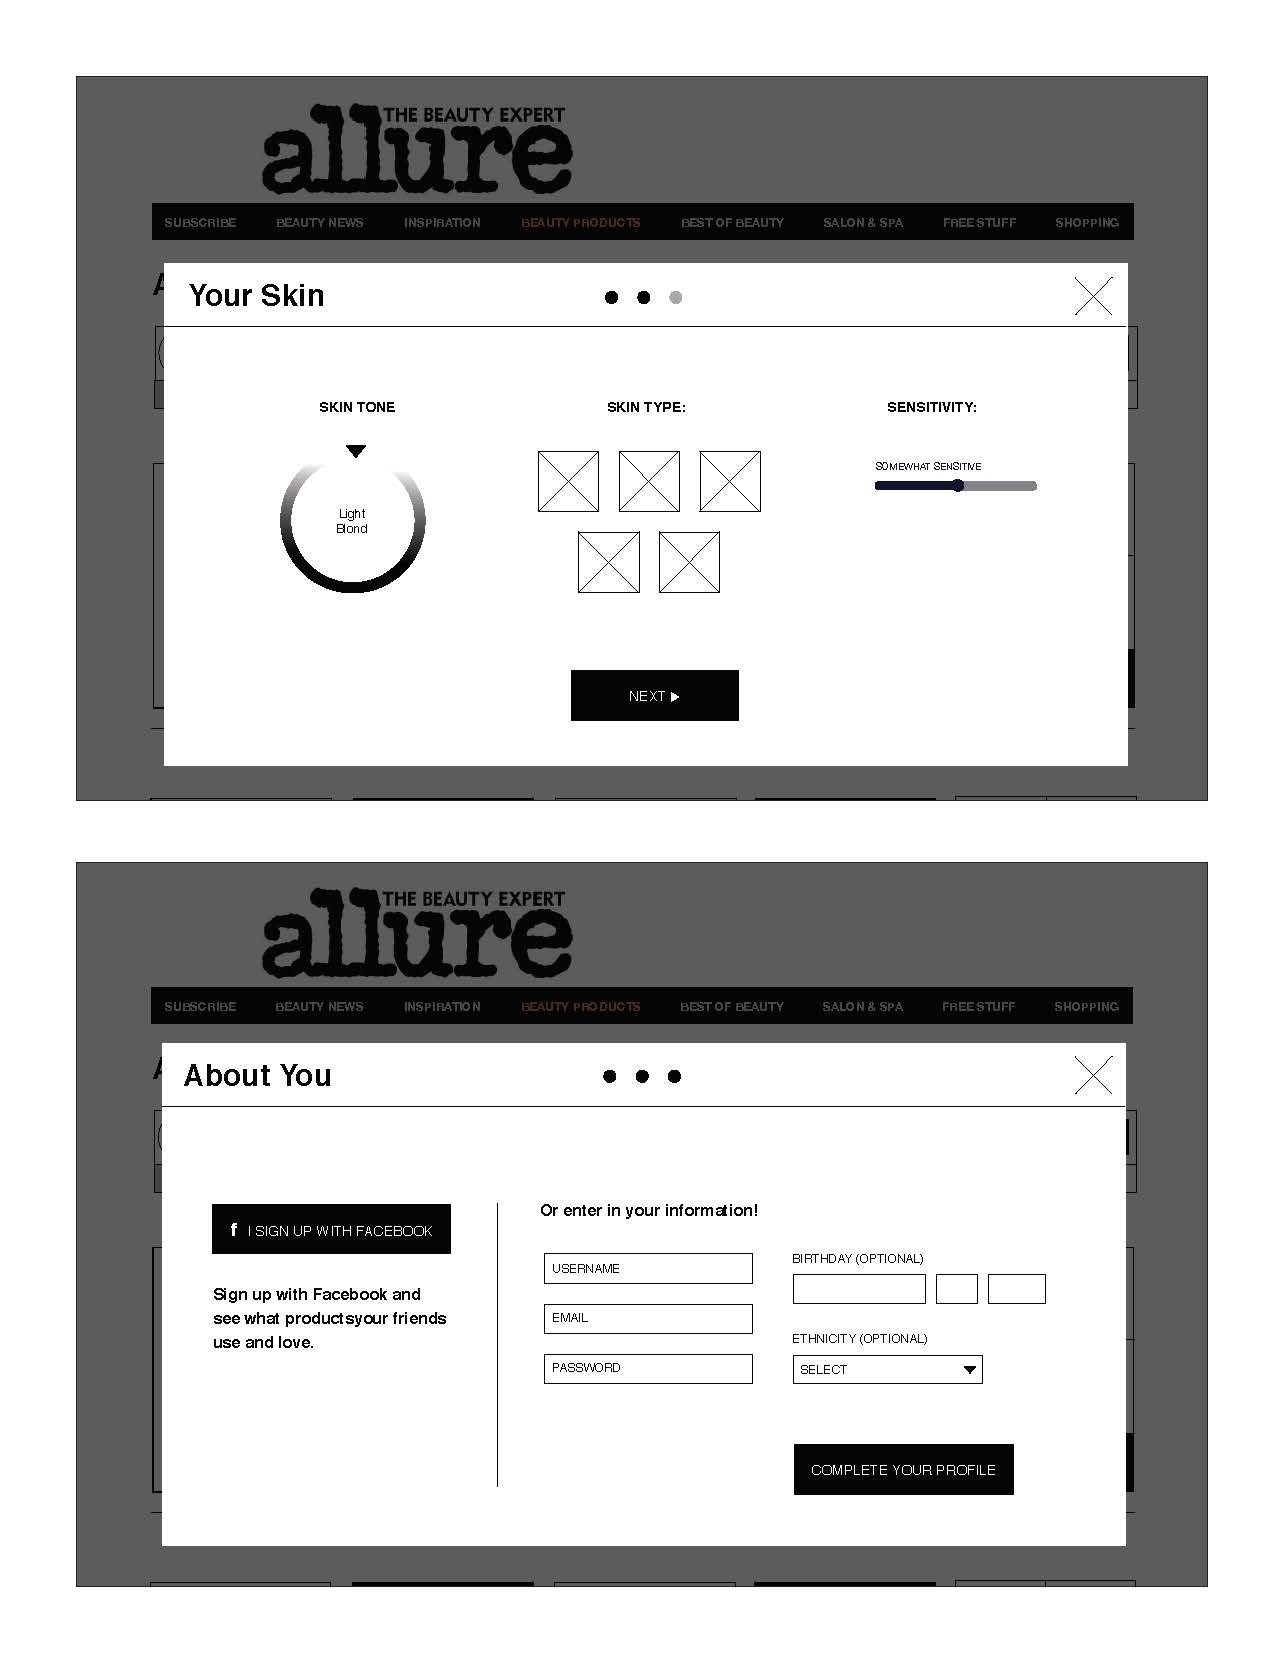 THE BEAUTY EXPERT
allure
SUBSCRIBE BEAUTY NEWS INSPIRATION BEAUTY PRODUCTS BEST OF BEAUTY SALON & SPA FREE STUFF SHOPPING
A
Your Skin
SKIN TONE SKIN TYPE: SENSITIVITY:
SOMEWHAT SENSITIVE
Light
Blond
NEXT
THE BEAUTY EXPERT
allure
SUBSCRIBE BEAUTY NEWS INSPIRATION BEAUTY PRODUCTS BEST OF BEAUTY SALON & SPA FREE STUFF SHOPPING
A
About You
f I SIGN UP WITH FACEBOOK
Sign up with Facebook and
see what products your friends
use and love.
Or enter in your information!
USERNAME
EMAIL
PASSWORD
BIRTHDAY (OPTIONAL)
ETHNICITY (OPTIONAL)
SELECT
COMPLETE YOUR PROFILE